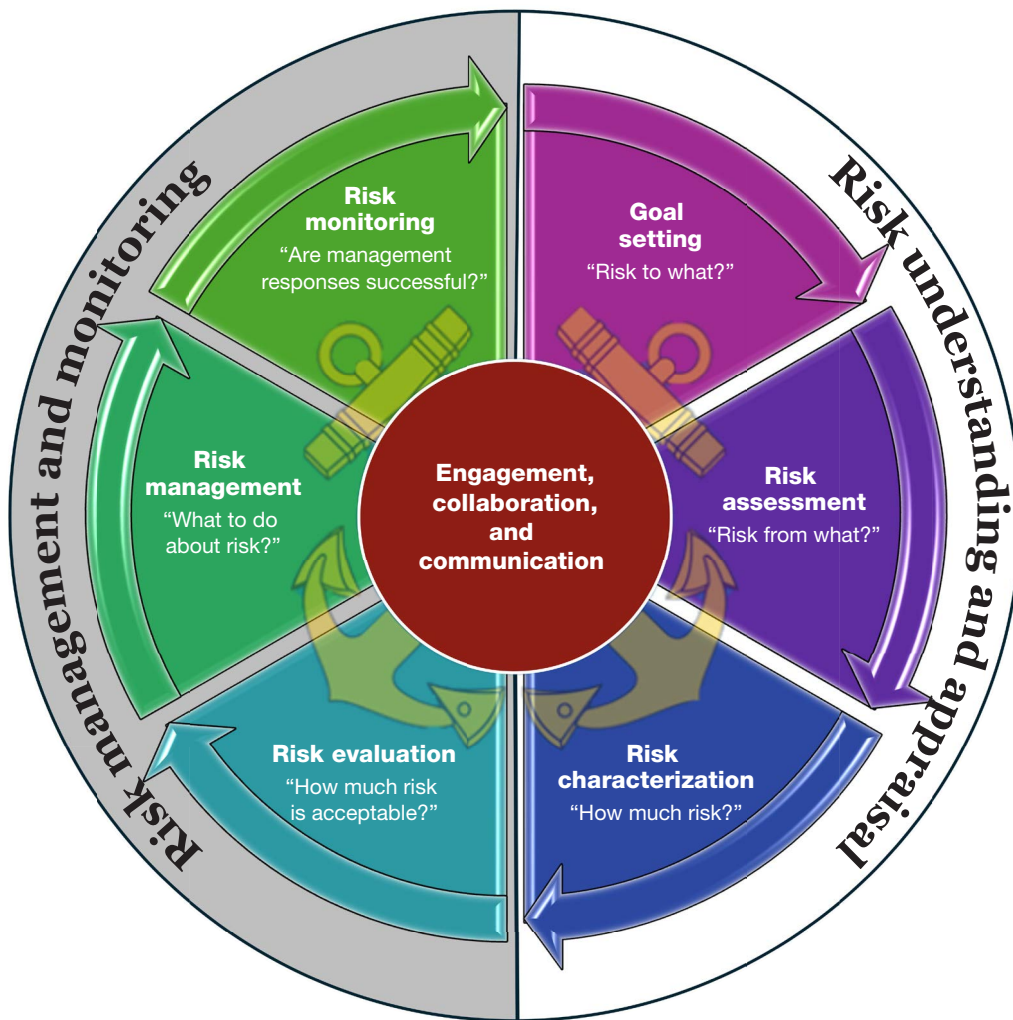 Risk understanding and appraisal
Goal
setting
“Risk to what?”
Risk
assessment
“Risk from what?”
Risk
characterization
“How much risk?”
Risk management and monitoring
Risk evaluation
“How much risk
is acceptable?”
Risk
management
“What to do
about risk?”
Risk
monitoring
“Are management
responses successful?”
Engagement,
collaboration,
and
communication